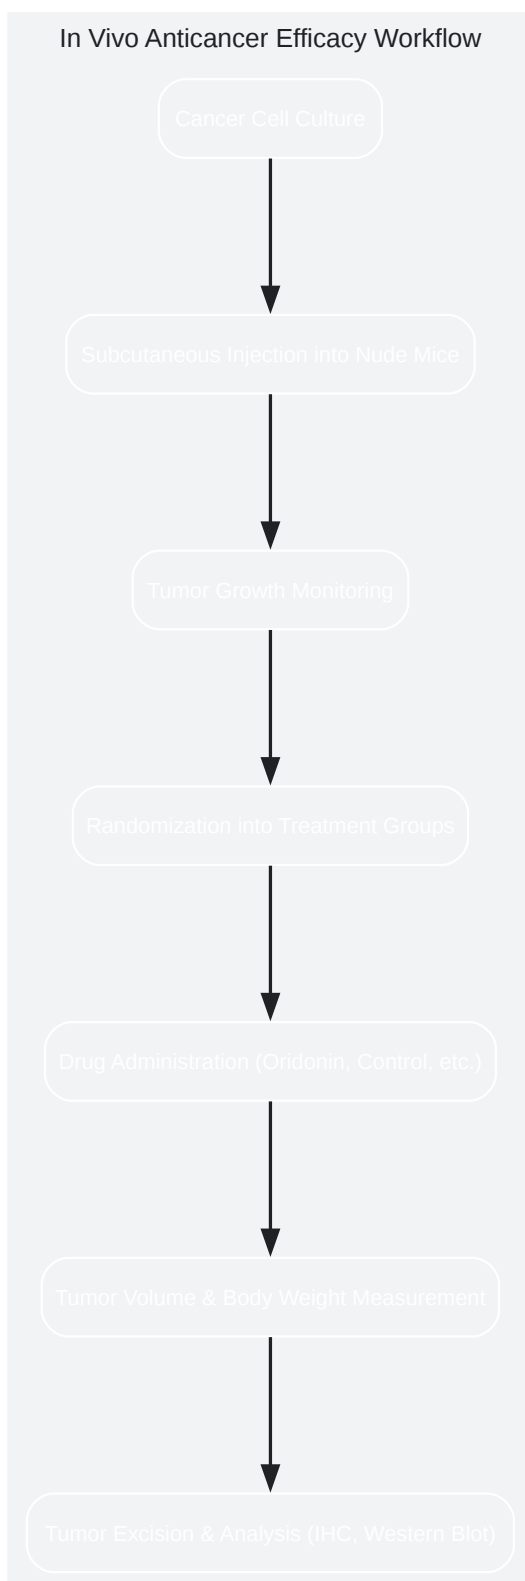 In Vivo Anticancer Efficacy Workflow
Cancer Cell Culture
Subcutaneous Injection into Nude Mice
Tumor Growth Monitoring
Randomization into Treatment Groups
Drug Administration (Oridonin, Control, etc.)
Tumor Volume & Body Weight Measurement
Tumor Excision & Analysis (IHC, Western Blot)